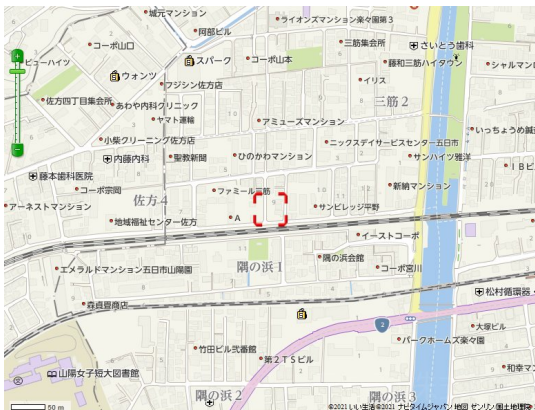 城元マンション
ライオンズマンション楽々園第3
阿部ビル
コーポ山口
三筋集会所
さいとう歯科
ビューハイツ
スパーク
コーポ山本
藤和三筋ハイタウン
シャルマン
ウォンツ
フジシン佐方店
イリス
佐方四丁目集会所
あわや内科クリニック
三筋2
ヤマト運輸
アミューズマンション
いっちょうめ鍼
小柴クリーニング佐方店
ニックスデイサービスセンター五日市
内藤内科
聖教新聞
ひのかわマンション
サンハイツ雅洋
IBビ
藤本歯科医院
コーポ宗岡
ファミール三筋
新納マンション
アーネストマンション
佐方4
サンビレッジ平野
地域福祉センター佐方
A
9
イーストコーポ
11
隅の浜会館
エメラルドマンション五日市山陽園
隅の浜1
コーポ宮川
森貞畳商店
松村循環器
2
大塚ビル
パークホームズ楽々園
竹田ビル弐番館
第2TSビル
山陽女子短大図書館
和幸マン
隅の浜2
隅の浜3
50 m
©2021 いい生活©2021 ナビタイムジャパン 地図 ゼンリン 国土地理